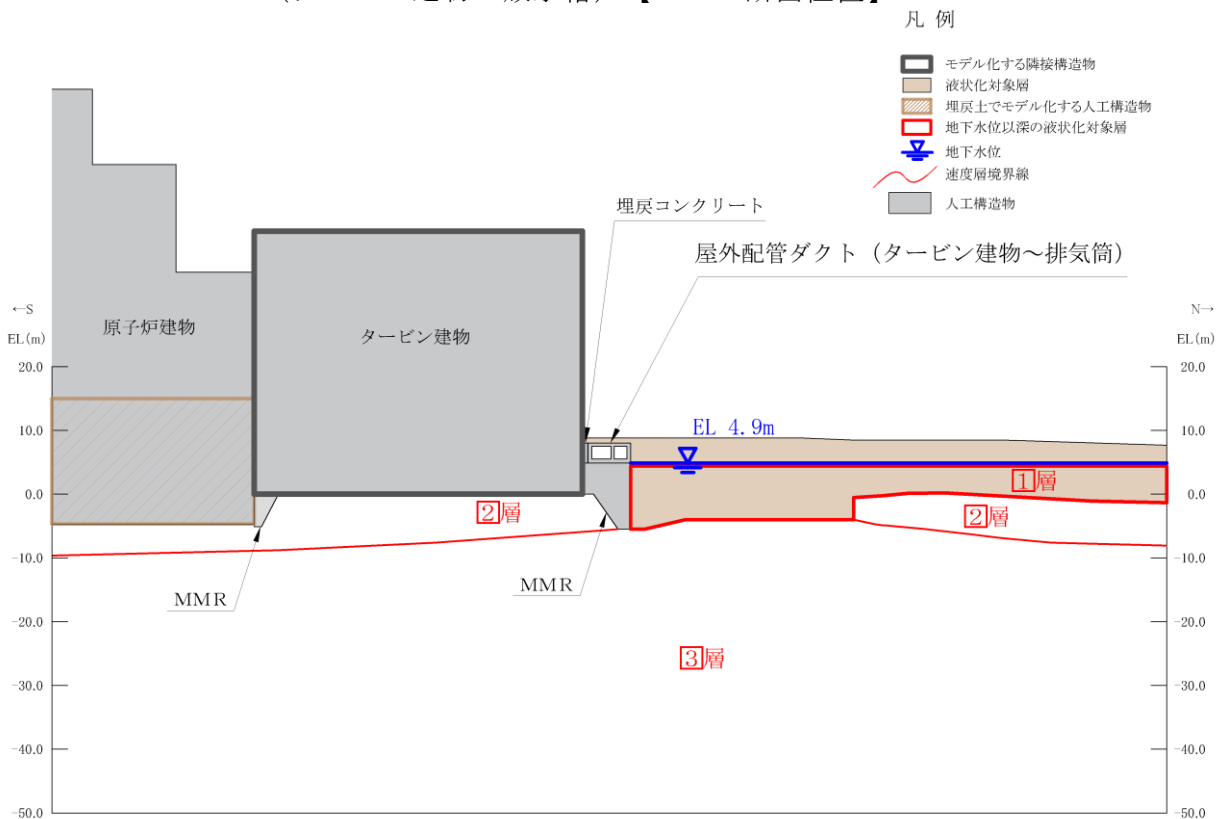 凡 例
モデル化する隣接構造物
液状化対象層
埋戻土でモデル化する人工構造物
地下水位以深の液状化対象層
地下水位
速度層境界線
人工構造物
埋戻コンクリート
屋外配管ダクト（タービン建物～排気筒）
←S
EL(m)
原子炉建物
タービン建物
N→
EL(m)
20.0
10.0
0.0
-10.0
-20.0
-30.0
-40.0
-50.0
EL 4.9m
①層
②層
②層
③層
MMR
MMR
20.0
10.0
0.0
-10.0
-20.0
-30.0
-40.0
-50.0